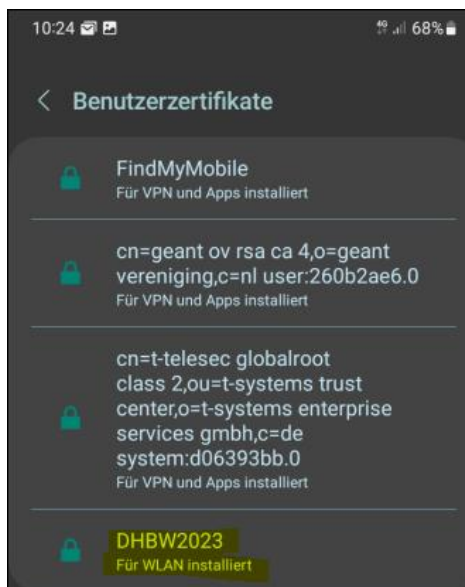 10:24 4G 68%
Benutzerzertifikate
FindMyMobile
Für VPN und Apps installiert
cn=geant ov rsa ca 4,o=geant
vereniging,c=nl user:260b2ae6.0
Für VPN und Apps installiert
cn=t-telesec globalroot
class 2,ou=t-systems trust
center,o=t-systems enterprise
services gmbh,c=de
system:d06393bb.0
Für VPN und Apps installiert
DHBW2023
Für WLAN installiert